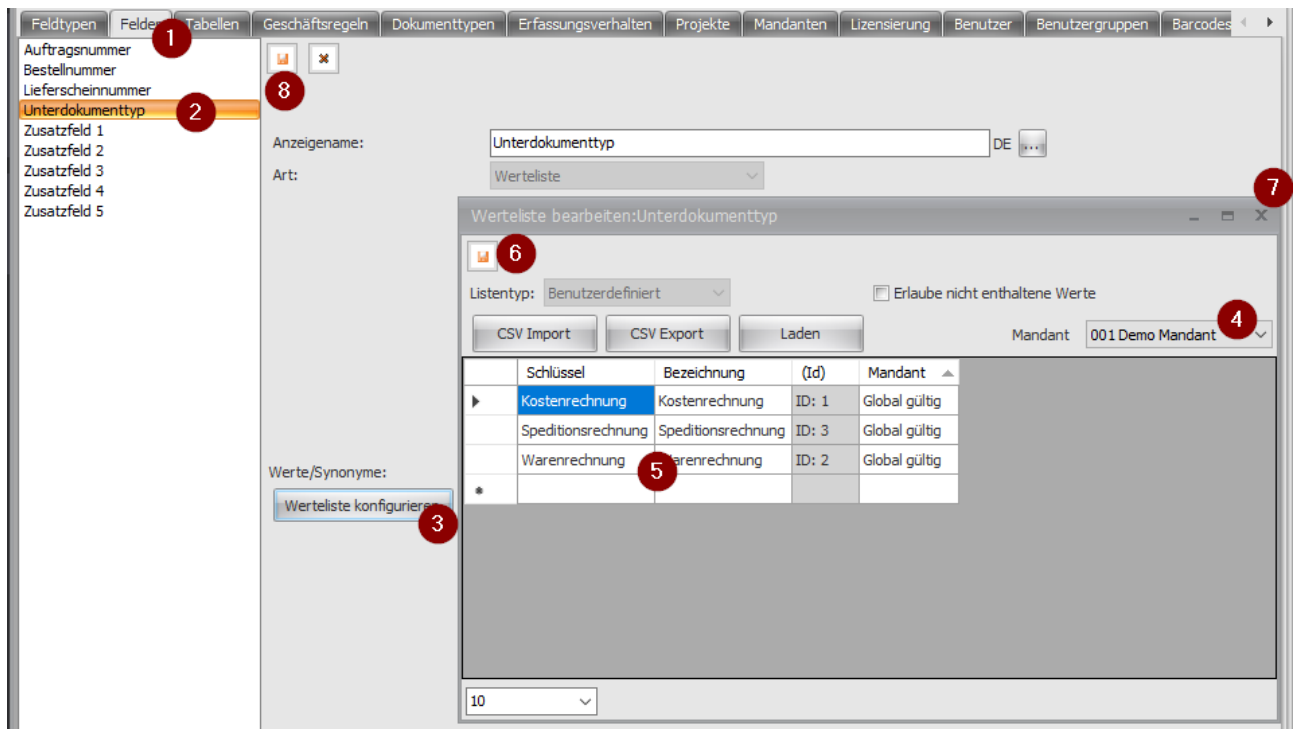 Feldtypen Felder Tabellen Geschäftsregeln Dokumenttypen Erfassungsverhalten Projekte Mandanten Lizensierung Benutzer Benutzergruppen Barcodes
1
Auftragsnummer
Bestellnummer
Lieferscheinnummer
Unterdokumenttyp
2
Zusatzfeld 1
Zusatzfeld 2
Zusatzfeld 3
Zusatzfeld 4
Zusatzfeld 5
8
Anzeigename: Unterdokumenttyp DE ...
Art: Werteliste
7
Werteliste bearbeiten:Unterdokumenttyp
6
Listentyp: Benutzerdefiniert Erlaube nicht enthaltene Werte
CSV Import CSV Export Laden Mandant 001 Demo Mandant
4
Schlüssel Bezeichnung (Id) Mandant
Kostenrechnung Kostenrechnung ID: 1 Global gültig
Speditionsrechnung Speditionsrechnung ID: 3 Global gültig
Warenrechnung Warenrechnung ID: 2 Global gültig
5
Werte/Synonyme:
Werteliste konfigurieren
3
10